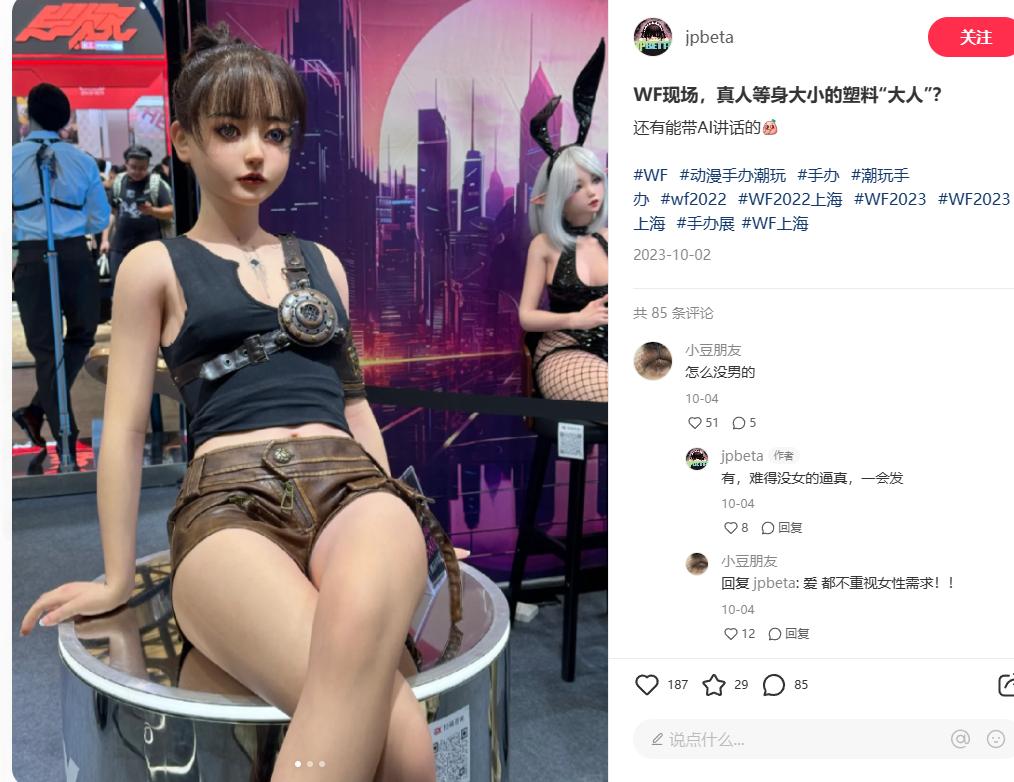 jpbeta
关注
WF现场，真人等身大小的塑料“大人”？
还有能带AI讲话的
#WF #动漫手办潮玩 #手办 #潮玩手
办 #wf2022 #WF2022上海 #WF2023 #WF2023
上海 #手办展 #WF上海
2023-10-02
共 85 条评论
小豆朋友
怎么没男的
10-04
51 5
jpbeta 作者
有，难得没女的逼真，一会发
10-04
8 回复
小豆朋友
回复 jpbeta: 爱 都不重视女性需求！！
10-04
12 回复
187 29 85
说点什么...